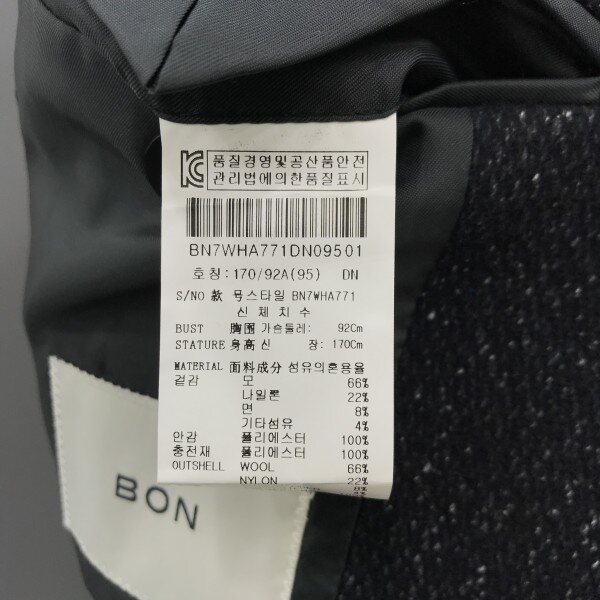 KC 품질경영및공산품안전
관리법에의한품질표시
BN7WHA771DN09501
호칭:170/92A(95) DN
S/NO 款 号스타일 BN7WHA771
신체치수
BUST 胸围 가슴둘레: 92Cm
STATURE 身高 신 장: 170Cm
MATERIAL 面料成分 섬유의혼용율
겉감 모 66%
나일론 22%
면 8%
기타섬유 4%
안감 폴리에스터 100%
충전재 폴리에스터 100%
OUTSHELL WOOL 66%
NYLON 22%
8%
BON